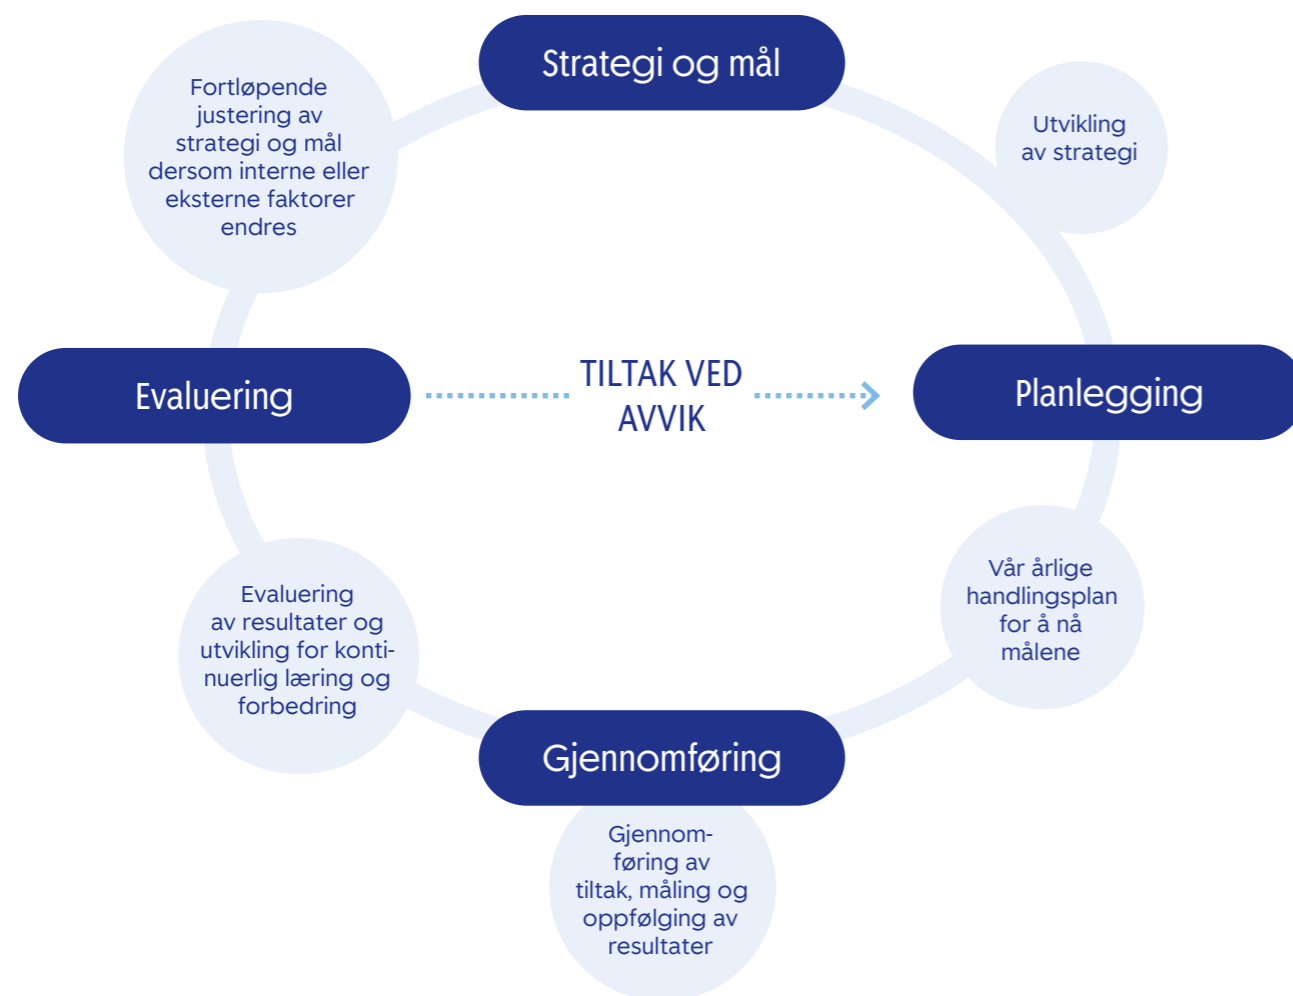 Strategi og mål
Fortløpende
justering av
strategi og mål
dersom interne eller
eksterne faktorer
endres
Utvikling
av strategi
Evaluering
TILTAK VED
AVVIK
Planlegging
Evaluering
av resultater og
utvikling for konti-
nuerlig læring og
forbedring
Vår årlige
handlingsplan
for å nå
målene
Gjennomføring
Gjennom-
føring av
tiltak, måling og
oppfølging av
resultater